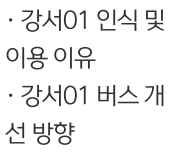 · 강서01 인식 및
이용 이유
· 강서01 버스 개
선 방향